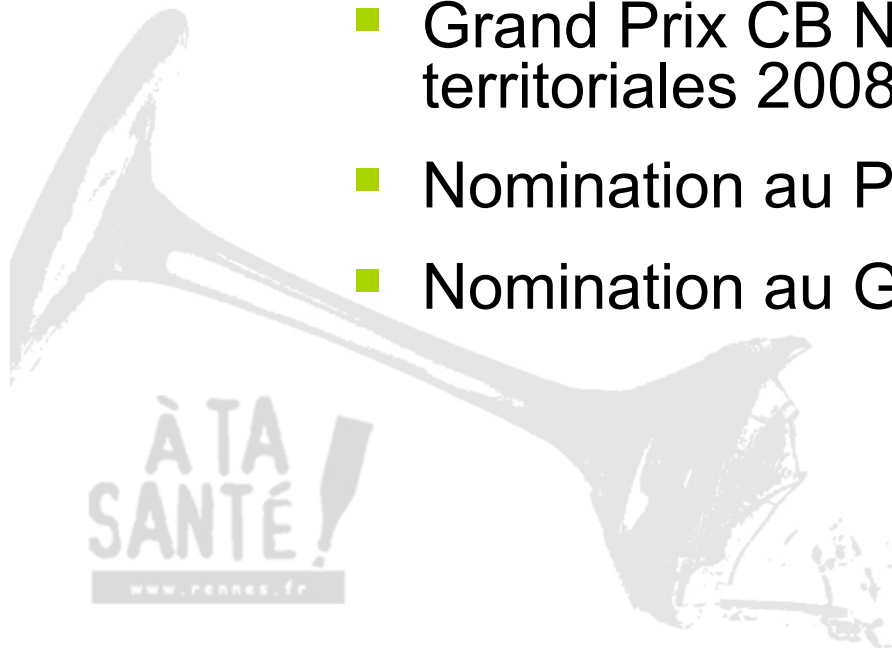 Grand Prix CB N
territoriales 2008
Nomination au P
Nomination au G
À TA
SANTÉ!
www.rennes.fr